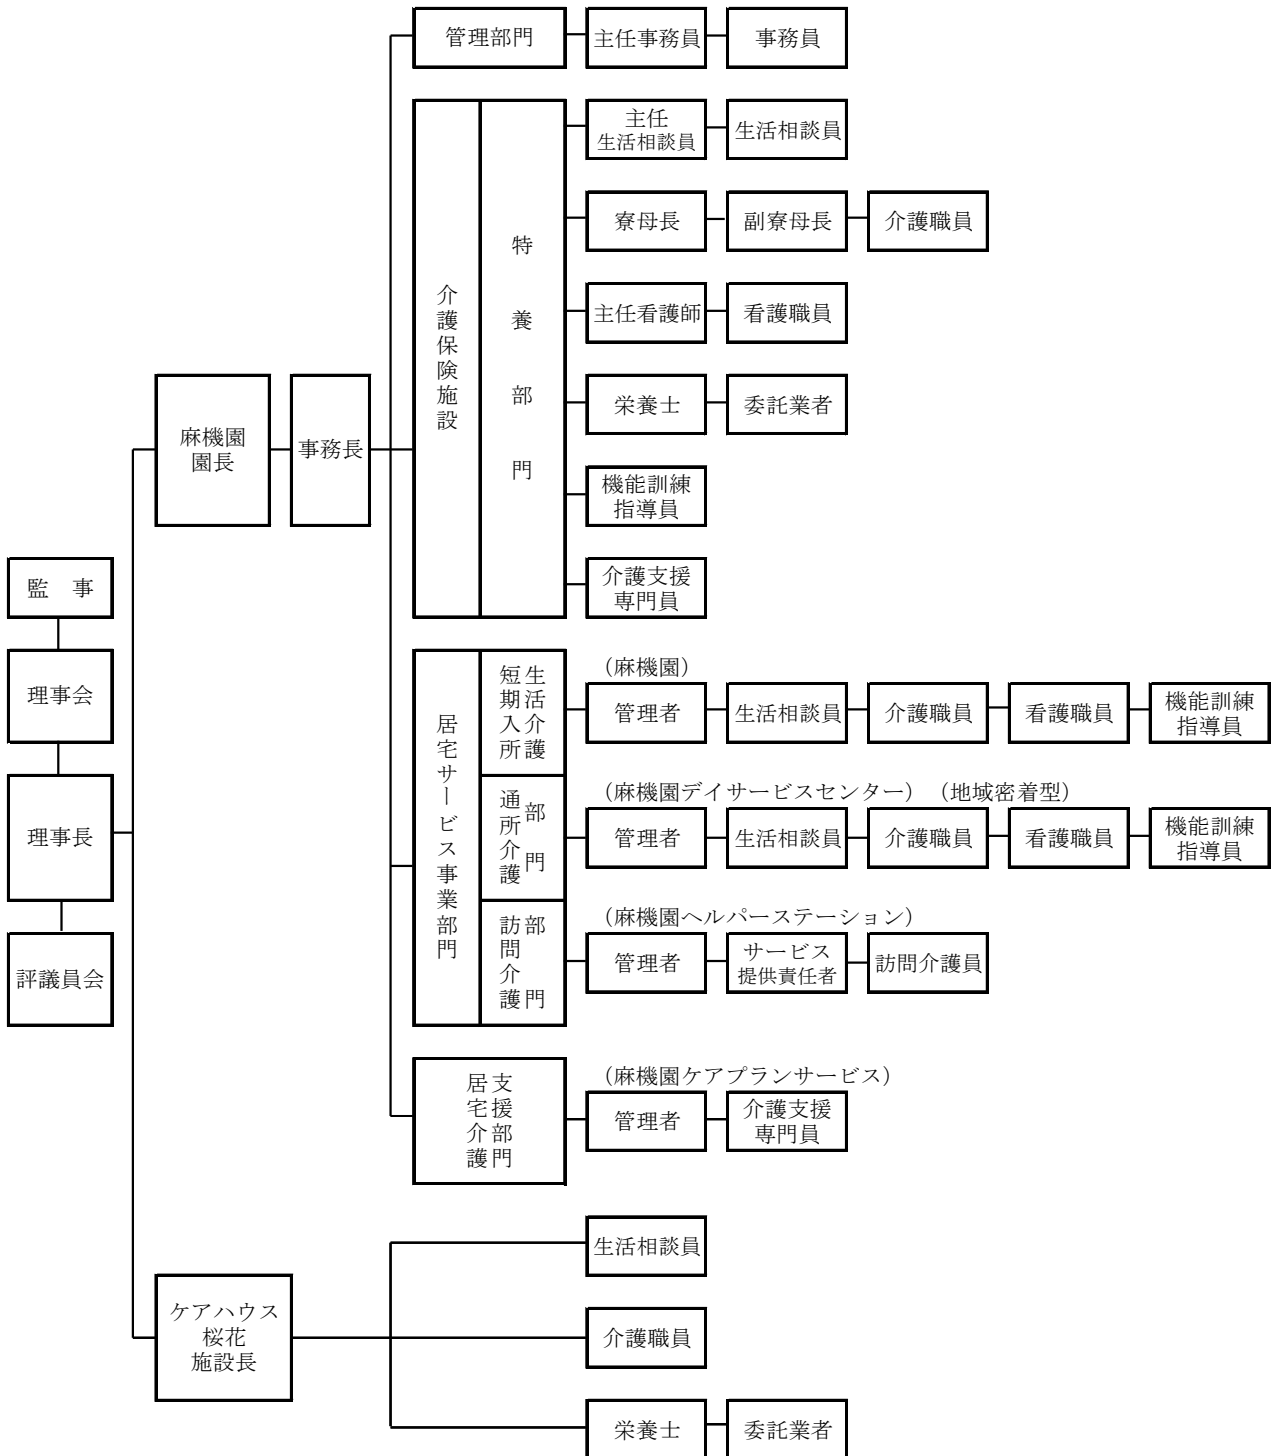 管理部門
主任事務員
事務員
介護保険施設
特養部門
主任
生活相談員
生活相談員
寮母長
副寮母長
介護職員
主任看護師
看護職員
栄養士
委託業者
機能訓練
指導員
介護支援
専門員
麻機園
園長
事務長
監　事
理事会
理事長
評議員会
居宅サービス事業部門
生活介護
短期入所
(麻機園)
管理者
生活相談員
介護職員
看護職員
機能訓練
指導員
部門
通所介護
(麻機園デイサービスセンター) (地域密着型)
管理者
生活相談員
介護職員
看護職員
機能訓練
指導員
部門
訪問介護
(麻機園ヘルパーステーション)
管理者
サービス
提供責任者
訪問介護員
支援部門
居宅介護
(麻機園ケアプランサービス)
管理者
介護支援
専門員
ケアハウス
桜花
施設長
生活相談員
介護職員
栄養士
委託業者